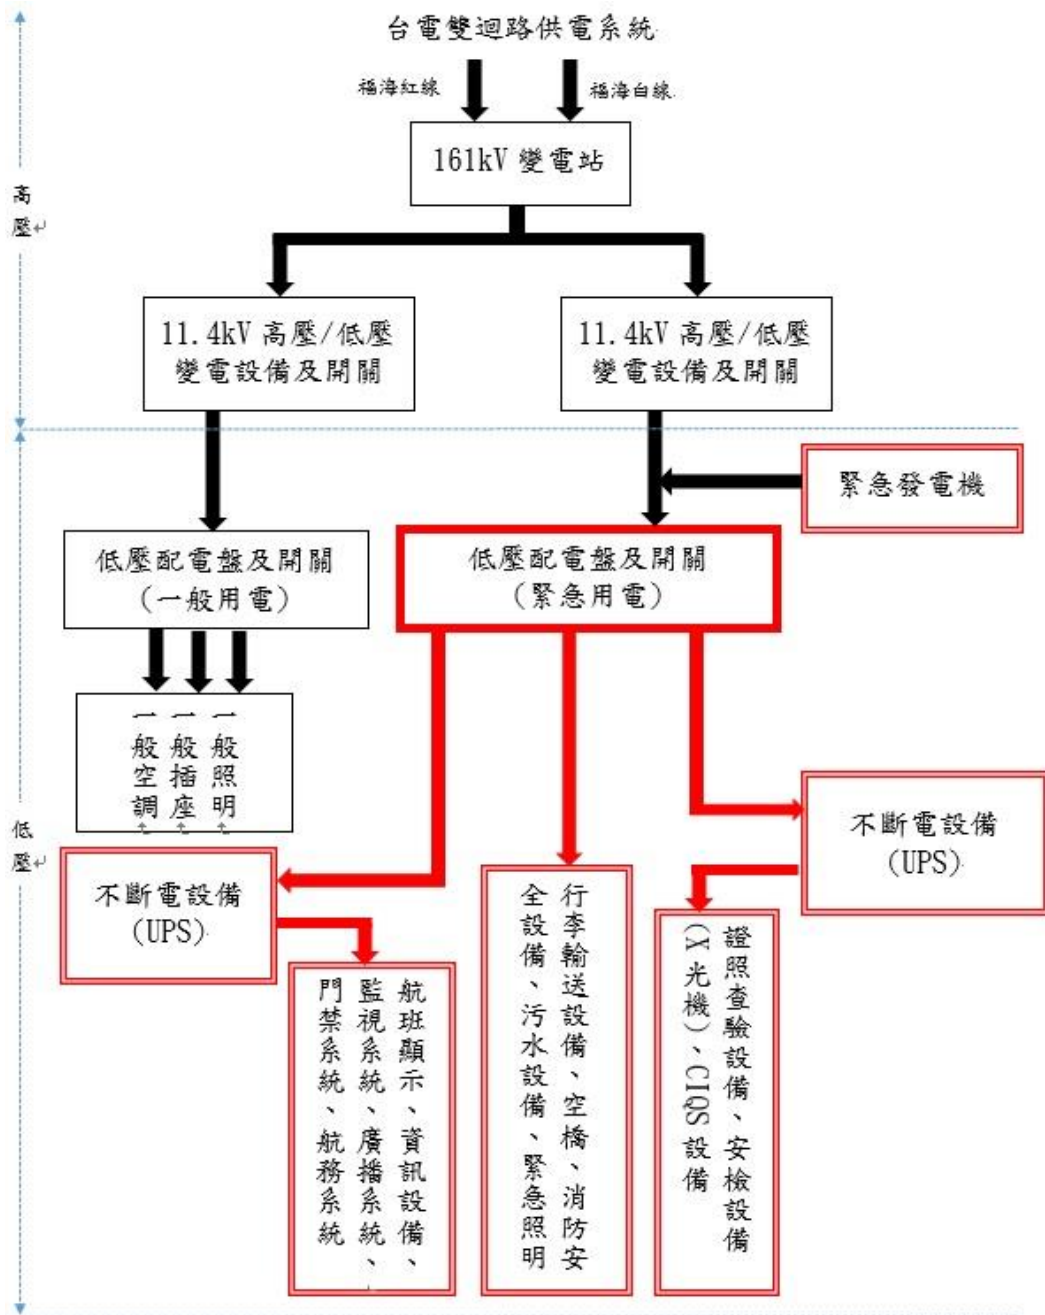 台電雙迴路供電系統
福海紅線
福海白線
161kV 變電站
高
壓
11.4kV 高壓/低壓
變電設備及開關
11.4kV 高壓/低壓
變電設備及開關
緊急發電機
低壓配電盤及開關
(一般用電)
低壓配電盤及開關
(緊急用電)
一般照明
一般插座
一般空調
低
壓
不斷電設備
(UPS)
不斷電設備
(UPS)
航班顯示、資訊設備、
監視系統、廣播系統、
門禁系統、航務系統
行李輸送設備、空橋、消防安
全設備、污水設備、緊急照明
證照查驗設備、安檢設備
(X 光機)、CIQS 設備